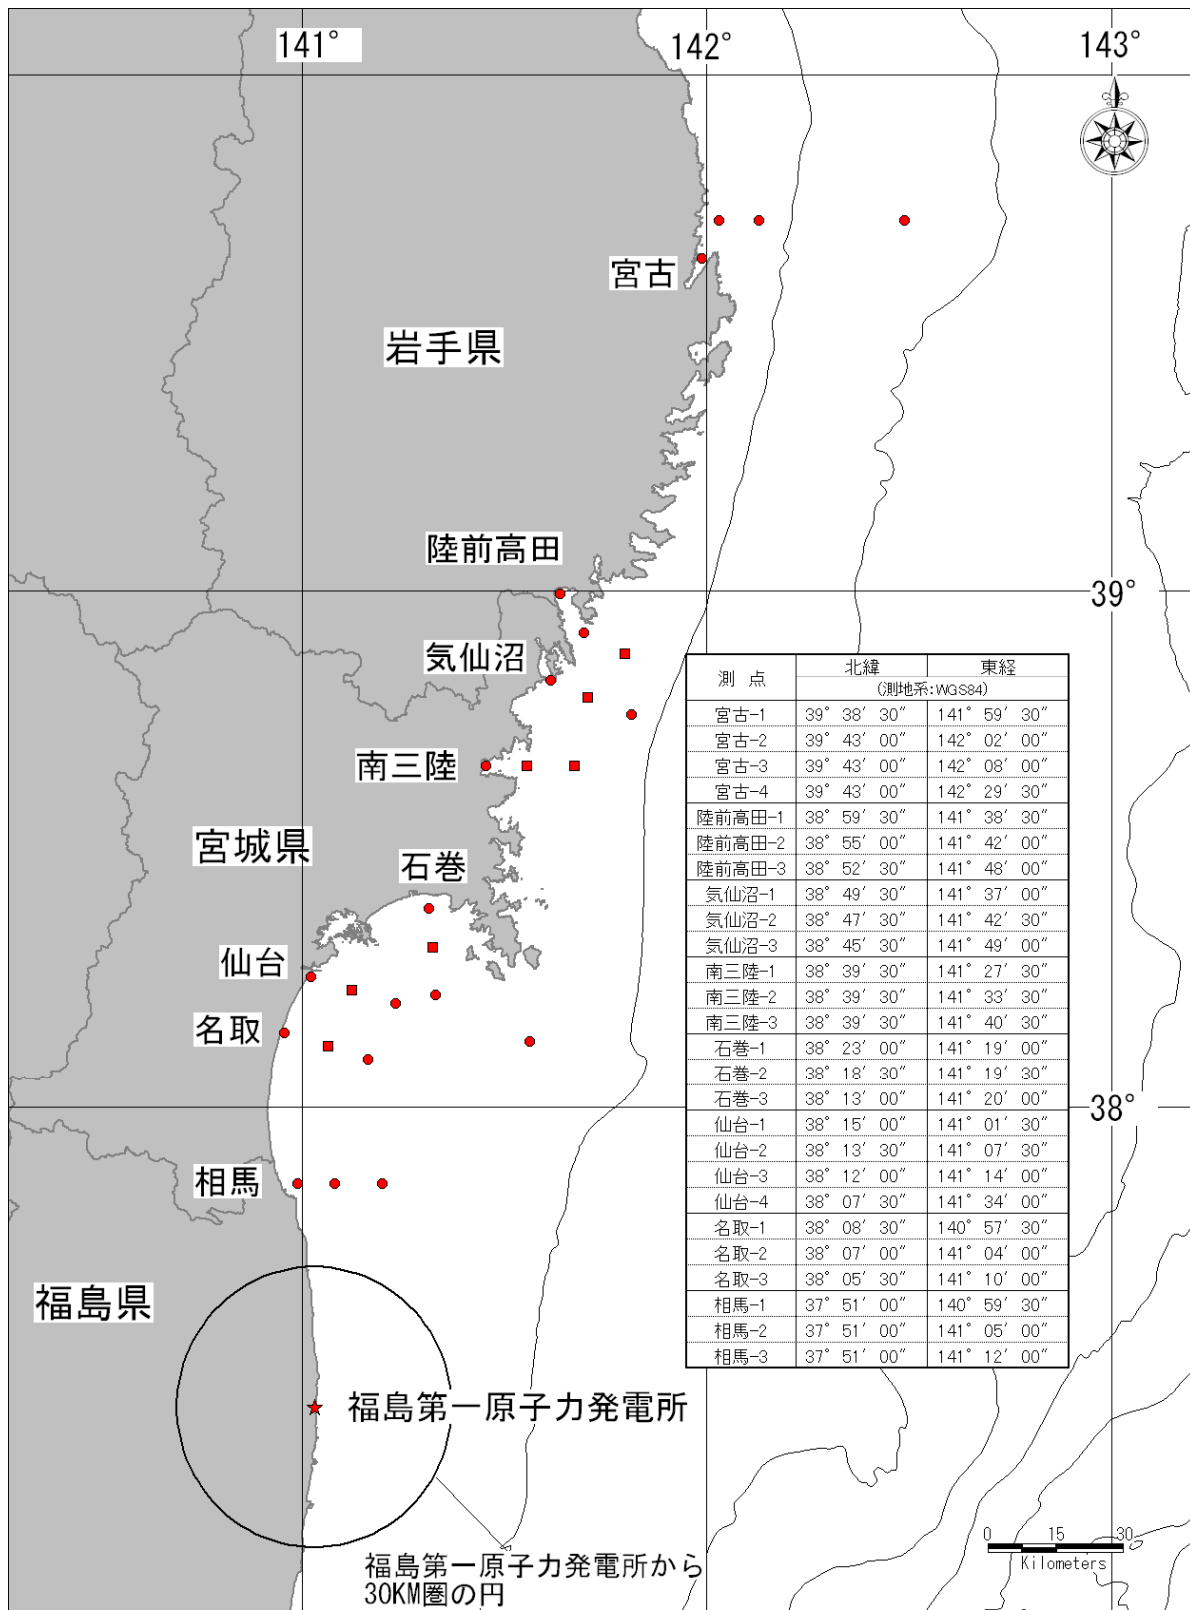 141° 142° 143°
宮古
岩手県
陸前高田
39°
気仙沼
南三陸
宮城県
石巻
仙台
名取
38°
相馬
福島県
福島第一原子力発電所
福島第一原子力発電所から
30KM圏の円
測 点 北緯 東経
(測地系:WGS84)
宮古-1 39° 38′ 30″ 141° 59′ 30″
宮古-2 39° 43′ 00″ 142° 02′ 00″
宮古-3 39° 43′ 00″ 142° 08′ 00″
宮古-4 39° 43′ 00″ 142° 29′ 30″
陸前高田-1 38° 59′ 30″ 141° 38′ 30″
陸前高田-2 38° 55′ 00″ 141° 42′ 00″
陸前高田-3 38° 52′ 30″ 141° 48′ 00″
気仙沼-1 38° 49′ 30″ 141° 37′ 00″
気仙沼-2 38° 47′ 30″ 141° 42′ 30″
気仙沼-3 38° 45′ 30″ 141° 49′ 00″
南三陸-1 38° 39′ 30″ 141° 27′ 30″
南三陸-2 38° 39′ 30″ 141° 33′ 30″
南三陸-3 38° 39′ 30″ 141° 40′ 30″
石巻-1 38° 23′ 00″ 141° 19′ 00″
石巻-2 38° 18′ 30″ 141° 19′ 30″
石巻-3 38° 13′ 00″ 141° 20′ 00″
仙台-1 38° 15′ 00″ 141° 01′ 30″
仙台-2 38° 13′ 30″ 141° 07′ 30″
仙台-3 38° 12′ 00″ 141° 14′ 00″
仙台-4 38° 07′ 30″ 141° 34′ 00″
名取-1 38° 08′ 30″ 140° 57′ 30″
名取-2 38° 07′ 00″ 141° 04′ 00″
名取-3 38° 05′ 30″ 141° 10′ 00″
相馬-1 37° 51′ 00″ 140° 59′ 30″
相馬-2 37° 51′ 00″ 141° 05′ 00″
相馬-3 37° 51′ 00″ 141° 12′ 00″
0 15 30
Kilometers